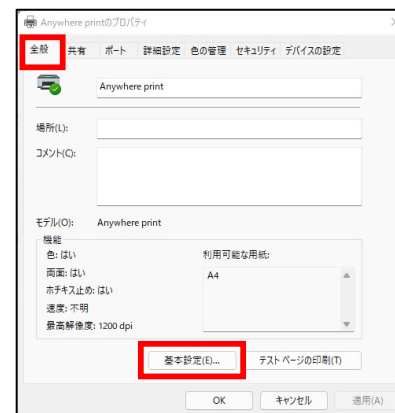 Anywhere printのプロパティ
全般 共有 ポート 詳細設定 色の管理 セキュリティ デバイスの設定
Anywhere print
場所(L):
コメント(C):
モデル(O): Anywhere print
機能
色: はい 利用可能な用紙:
両面: はい A4
ホチキス止め: はい
速度: 不明
最高解像度: 1200 dpi
基本設定(E)... テスト ページの印刷(T)
OK キャンセル 適用(A)